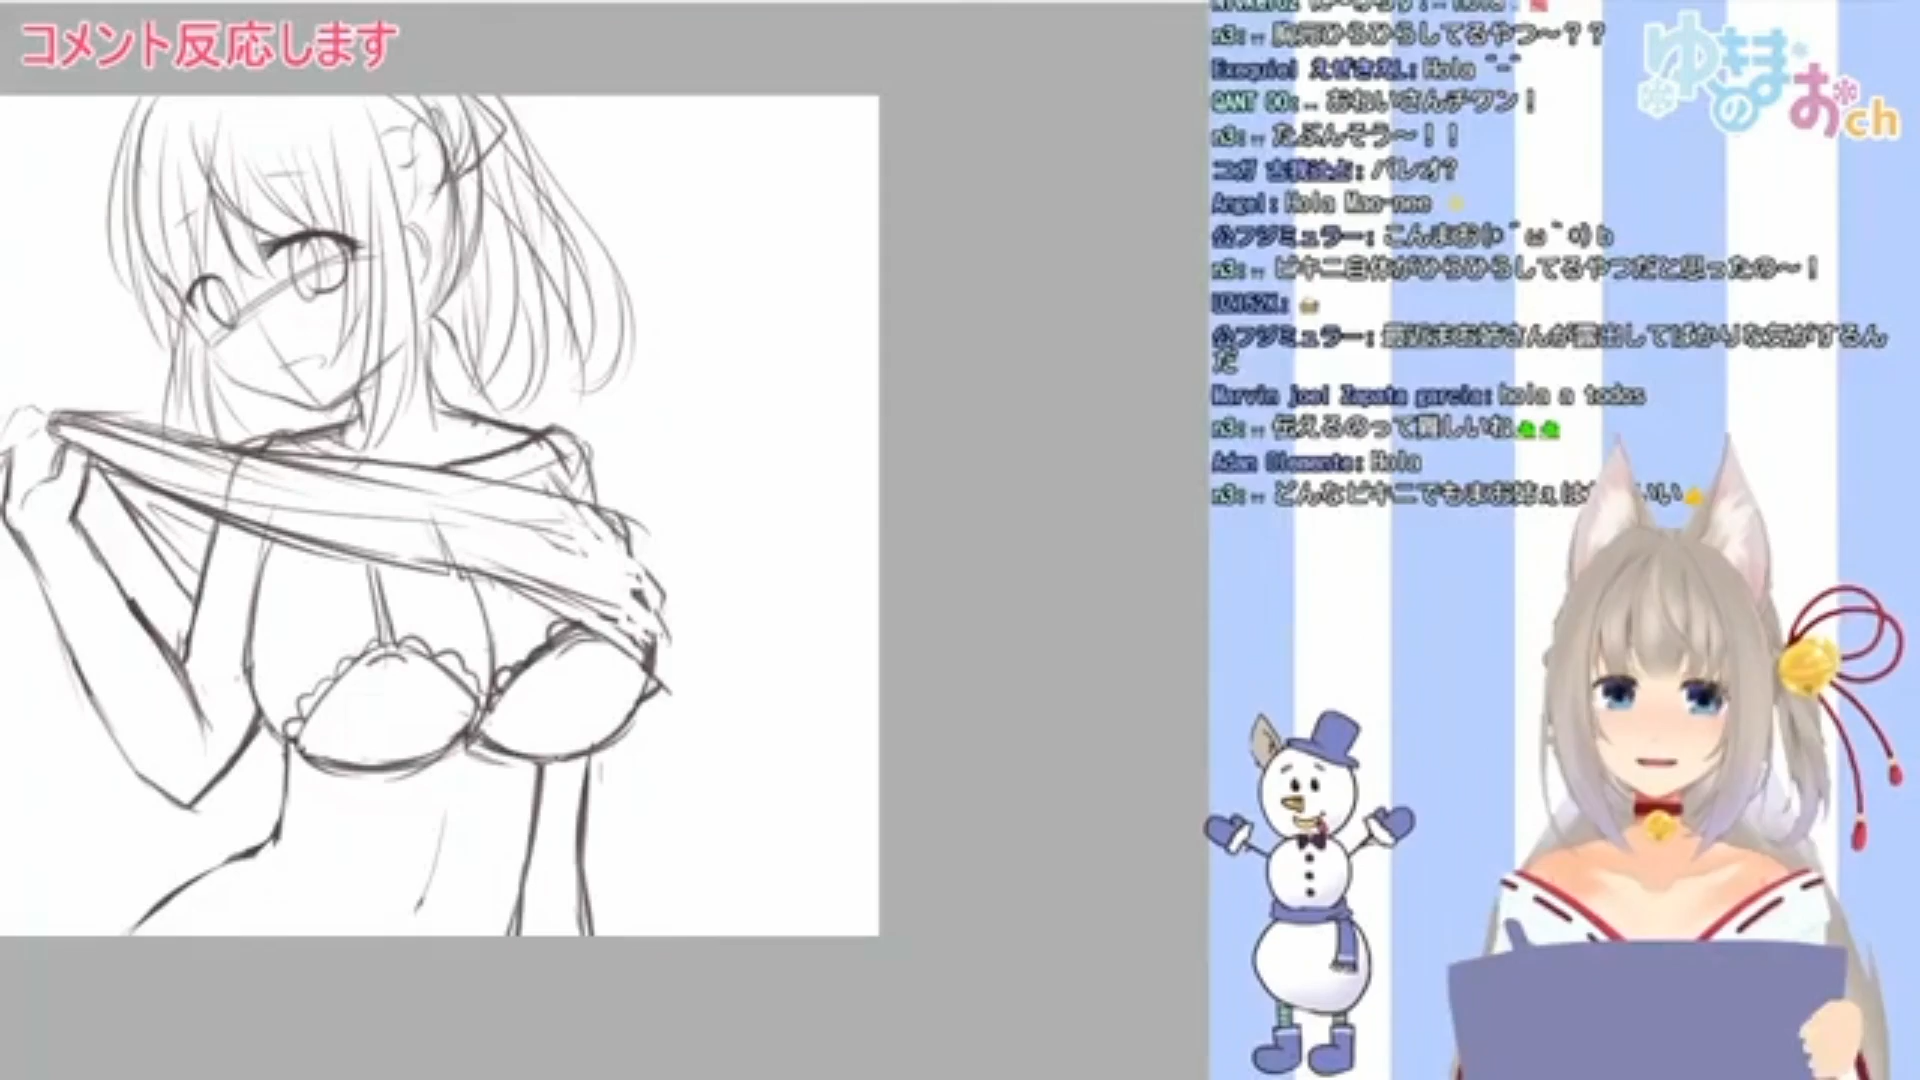 コメント反応します
n3: 胸元ひらひらしてるやつ〜？？
Exequiel えぜきえL: Hola ^-^
おねいさんチワン！
n3: たぶんそう〜！！
パレオ?
Angel: Hola Mao-nee
公フジミュラー: こんまお(o´ω`o)b
n3: ビキニ自体がひらひらしてるやつだと思ったの〜！
公フジミュラー: 最近まお姉さんが露出してばかりな気がするん
だ
Marvin joel Zapata garcia: hola a todos
n3: 伝えるのって難しいね
Adan Clemente: Hola
n3: どんなビキニでもまお姉ぇは
いい
ゆきのまおch